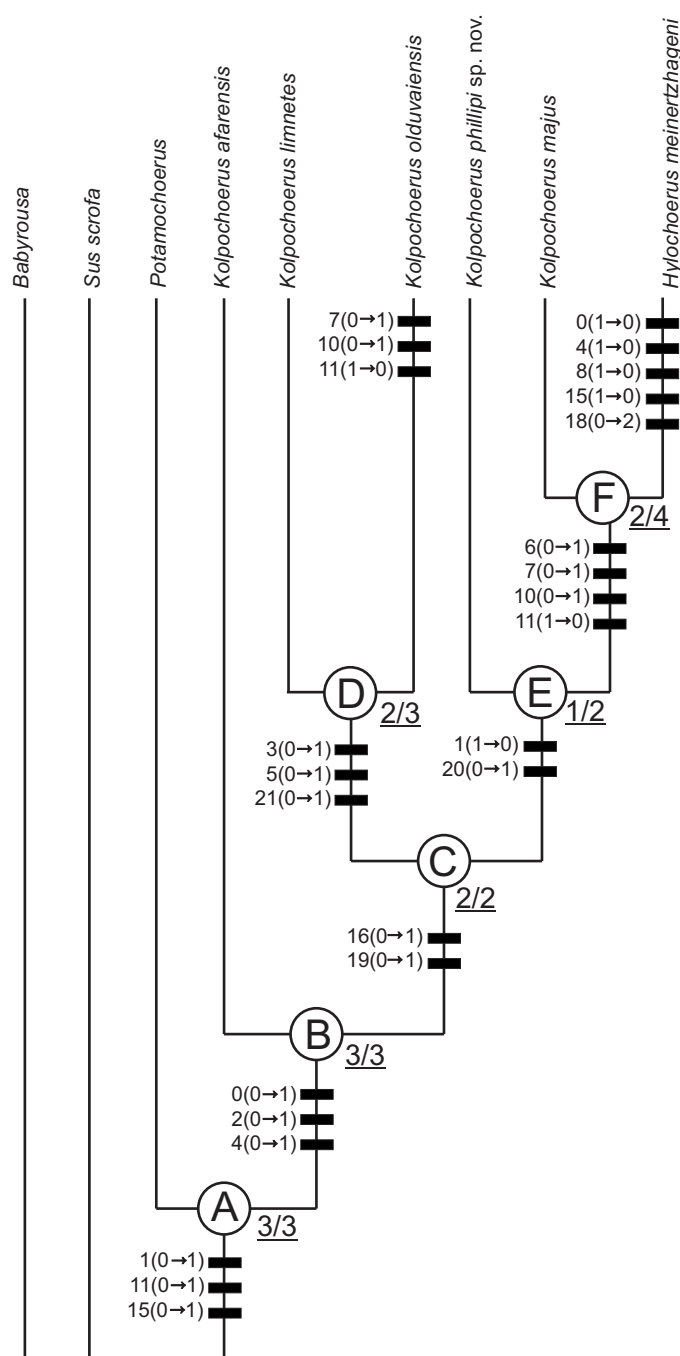 Babyrousa
Sus scrofa
Potamochoerus
Kolpochoerus afarensis
Kolpochoerus limnetes
Kolpochoerus olduvaiensis
Kolpochoerus phillipi sp. nov.
Kolpochoerus majus
Hylochoerus meinertzhageni
7(0→1)
10(0→1)
11(1→0)
0(1→0)
4(1→0)
8(1→0)
15(1→0)
18(0→2)
F
2/4
6(0→1)
7(0→1)
10(0→1)
11(1→0)
D
2/3
E
1/2
3(0→1)
5(0→1)
21(0→1)
1(1→0)
20(0→1)
C
2/2
16(0→1)
19(0→1)
B
3/3
0(0→1)
2(0→1)
4(0→1)
A
3/3
1(0→1)
11(0→1)
15(0→1)